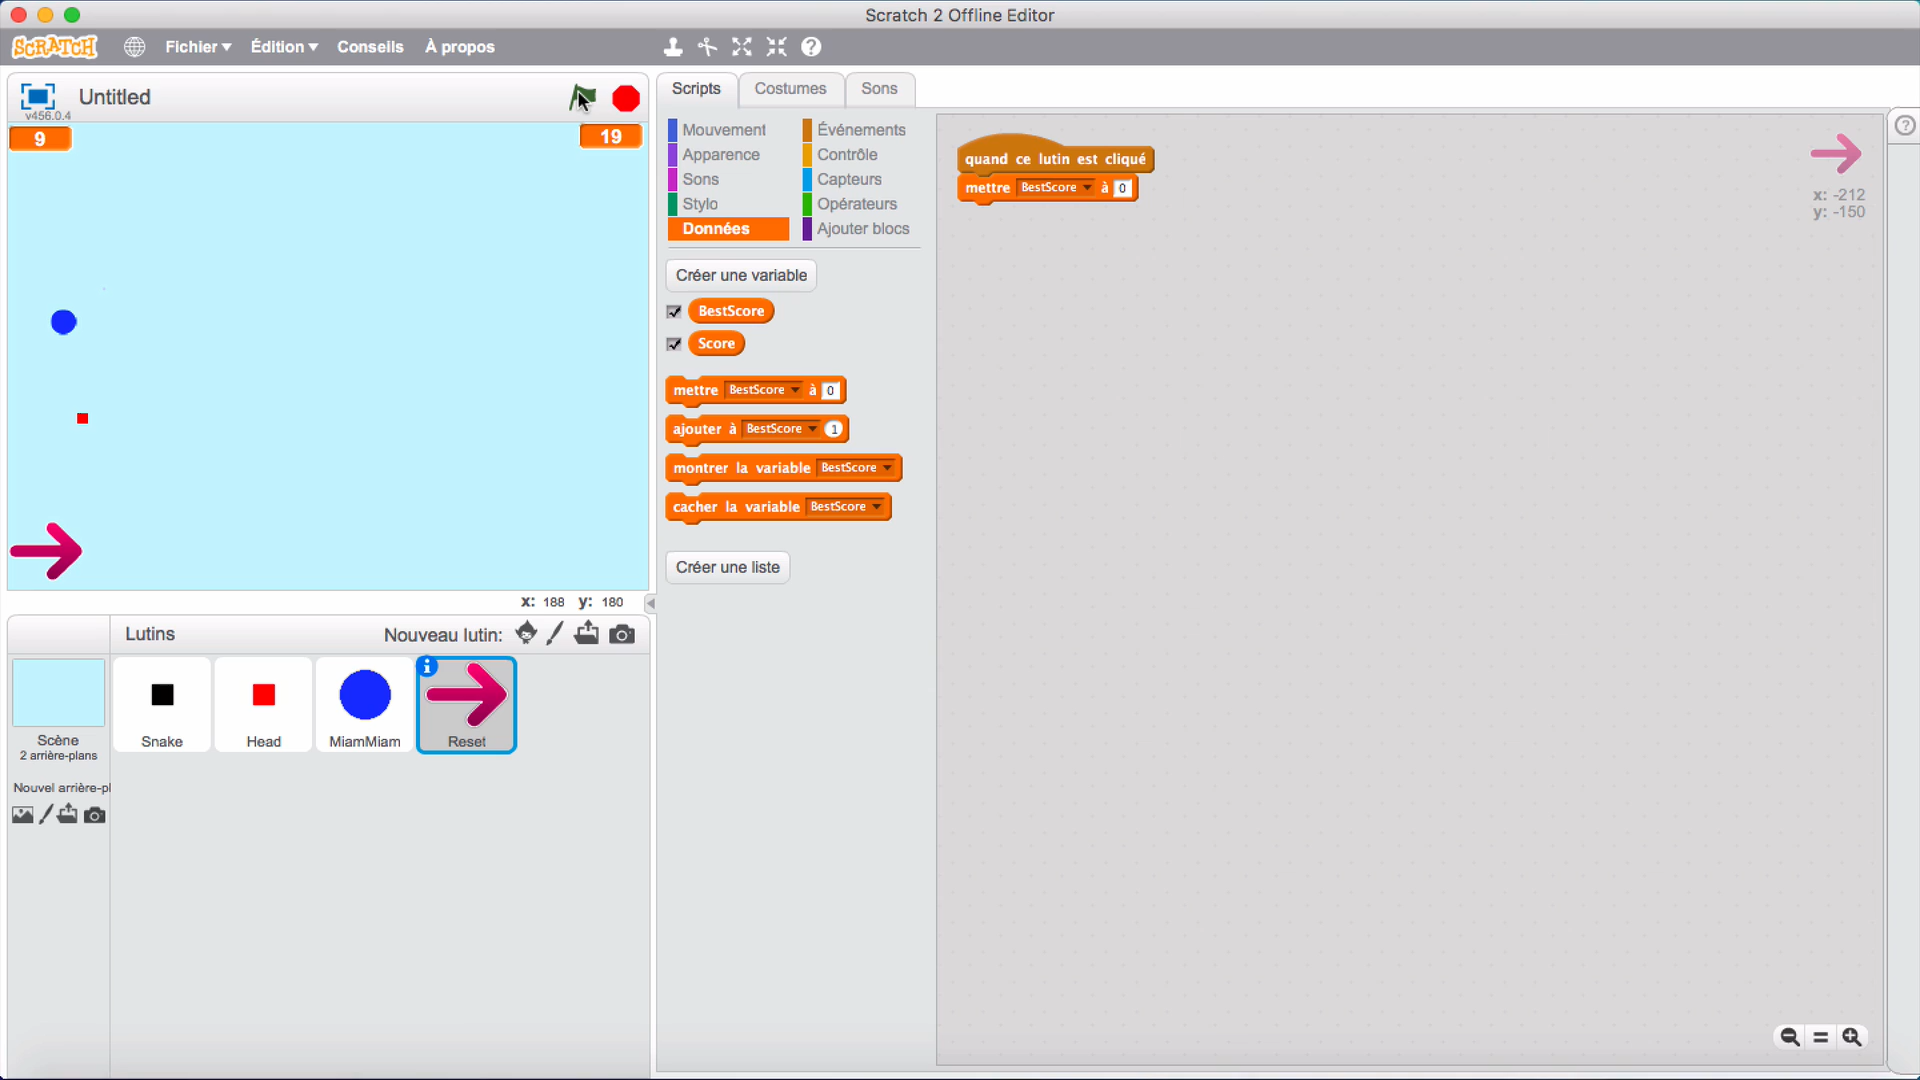 Scratch 2 Offline Editor
SCRATCH
Fichier
Édition
Conseils
À propos
Untitled
v456.0.4
9
19
x: 188 y: 180
Scripts
Costumes
Sons
Mouvement
Apparence
Sons
Stylo
Données
Événements
Contrôle
Capteurs
Opérateurs
Ajouter blocs
Créer une variable
BestScore
Score
mettre BestScore à 0
ajouter à BestScore 1
montrer la variable BestScore
cacher la variable BestScore
Créer une liste
quand ce lutin est cliqué
mettre BestScore à 0
x: -212
y: -150
Lutins
Nouveau lutin:
Scène
2 arrière-plans
Nouvel arrière-pl
Snake
Head
MiamMiam
Reset